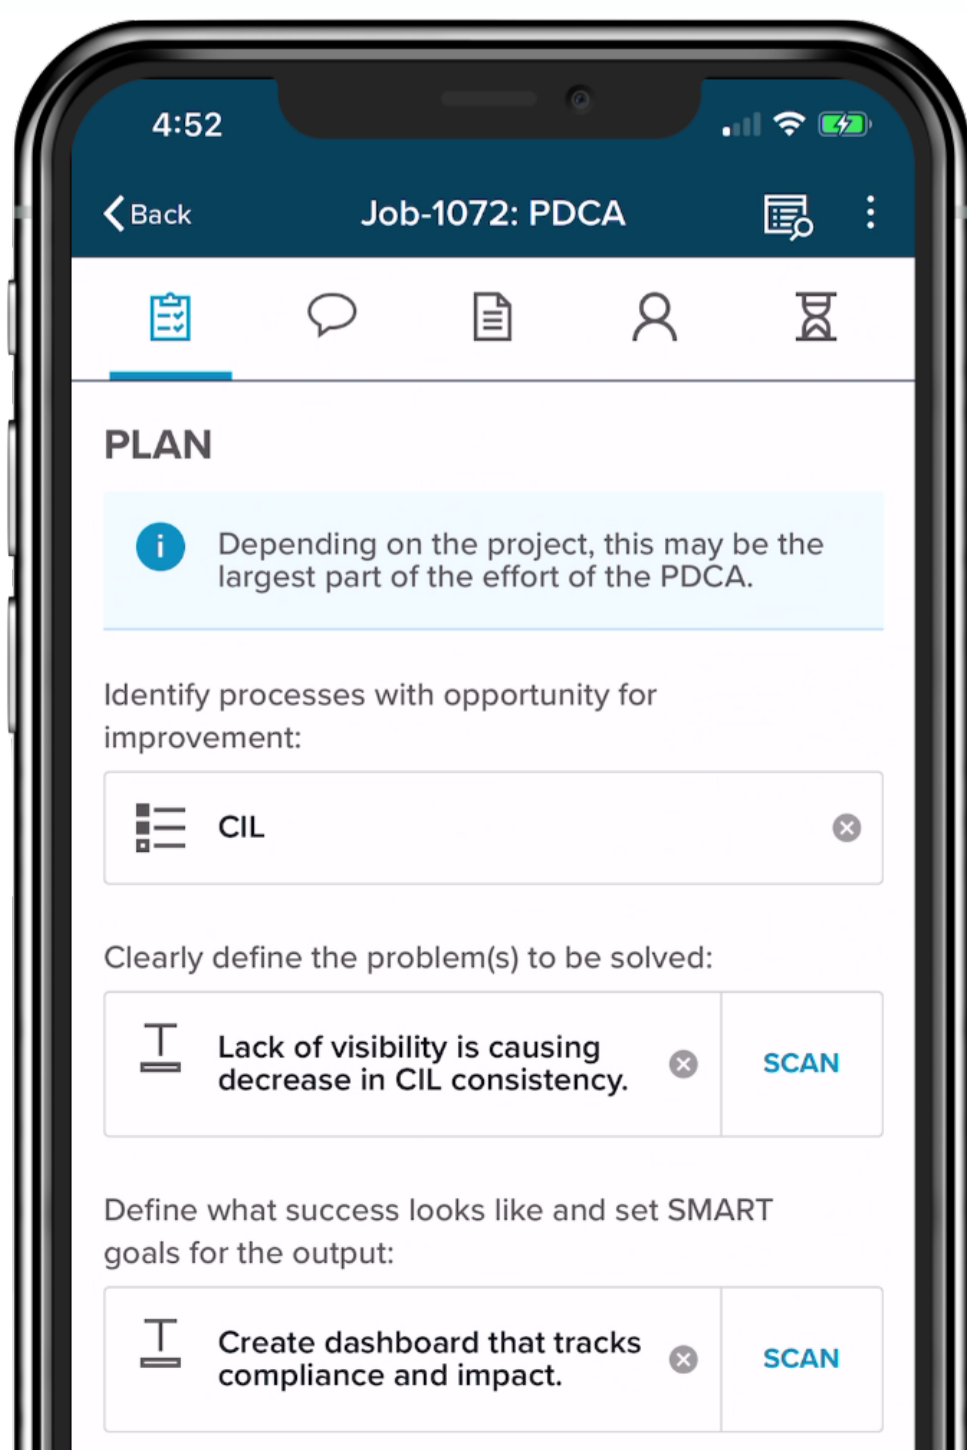 4:52
Back
Job-1072: PDCA
PLAN
i
Depending on the project, this may be the
largest part of the effort of the PDCA.
Identify processes with opportunity for
improvement:
CIL
Clearly define the problem(s) to be solved:
Lack of visibility is causing
decrease in CIL consistency.
SCAN
Define what success looks like and set SMART
goals for the output:
Create dashboard that tracks
compliance and impact.
SCAN